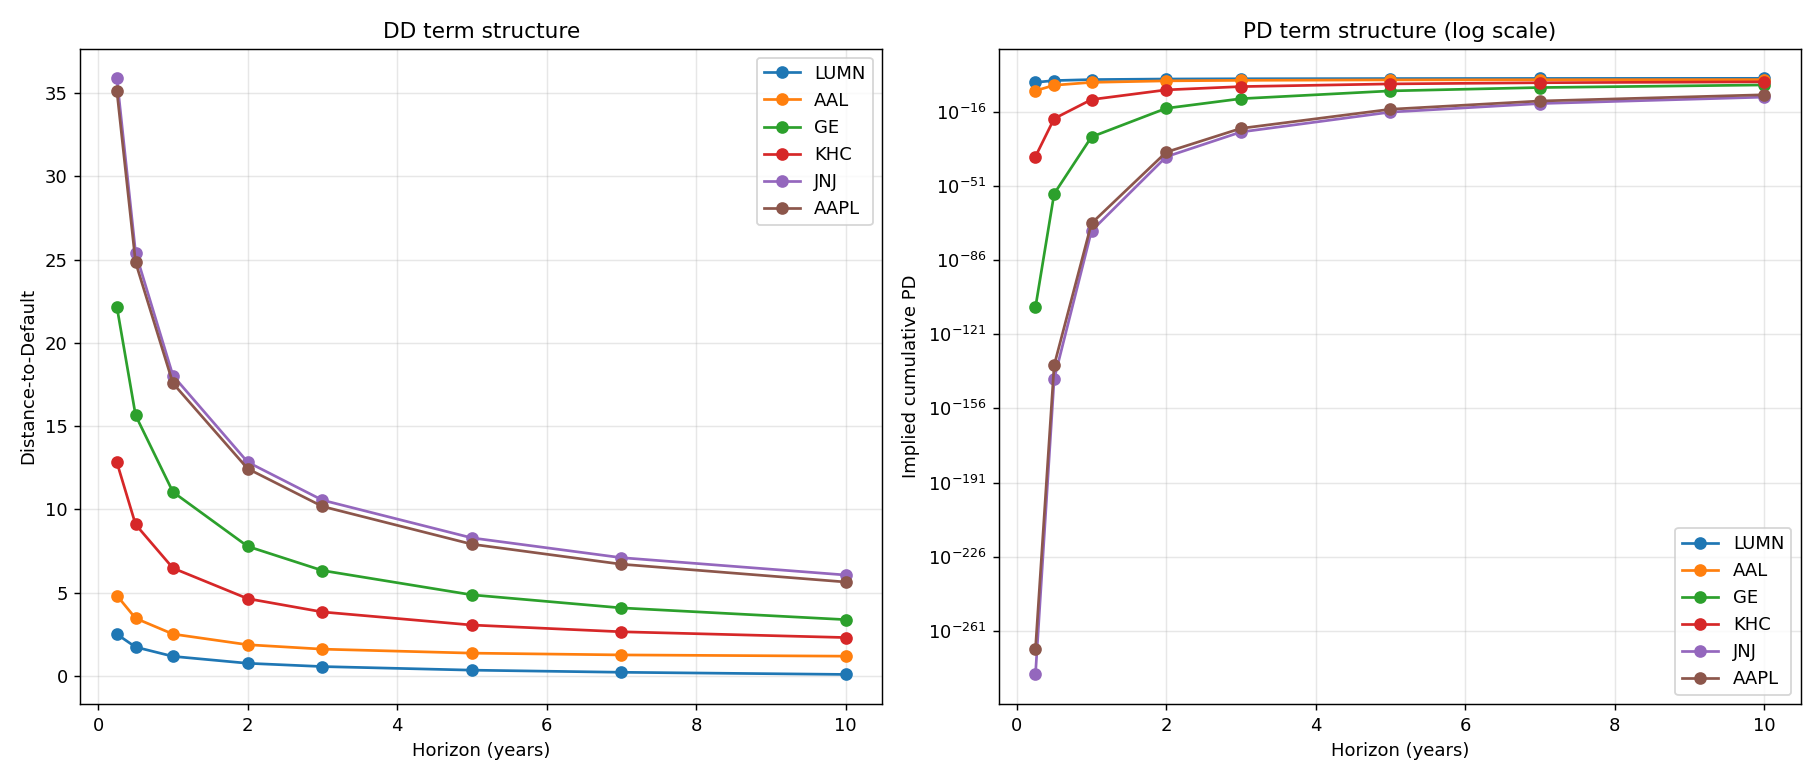 DD term structure
Distance-to-Default
35
30
25
20
15
10
5
0
0 2 4 6 8 10
Horizon (years)
LUMN
AAL
GE
KHC
JNJ
AAPL
PD term structure (log scale)
Implied cumulative PD
10⁻¹⁶
10⁻⁵¹
10⁻⁸⁶
10⁻¹²¹
10⁻¹⁵⁶
10⁻¹⁹¹
10⁻²²⁶
10⁻²⁶¹
0 2 4 6 8 10
Horizon (years)
LUMN
AAL
GE
KHC
JNJ
AAPL